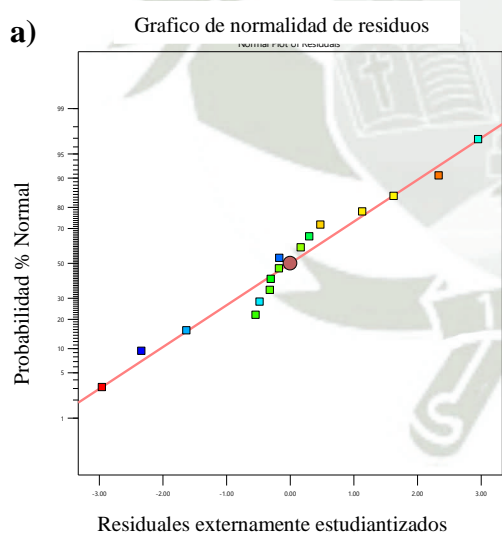 a)
Grafico de normalidad de residuos
Normal Plot of Residuals
Probabilidad % Normal
99
95
90
80
70
50
30
20
10
5
1
-3.00 -2.00 -1.00 0.00 1.00 2.00 3.00
Residuales externamente estudiantizados